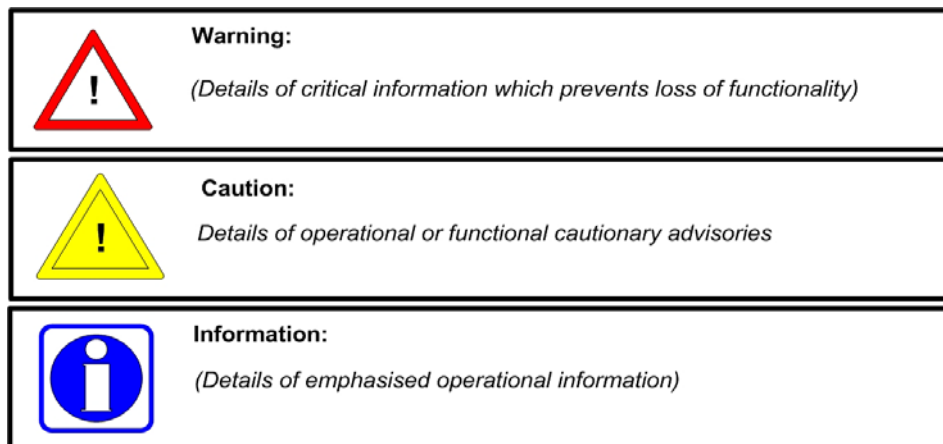 Warning:
!
(Details of critical information which prevents loss of functionality)
Caution:
!
Details of operational or functional cautionary advisories
Information:
i
(Details of emphasised operational information)